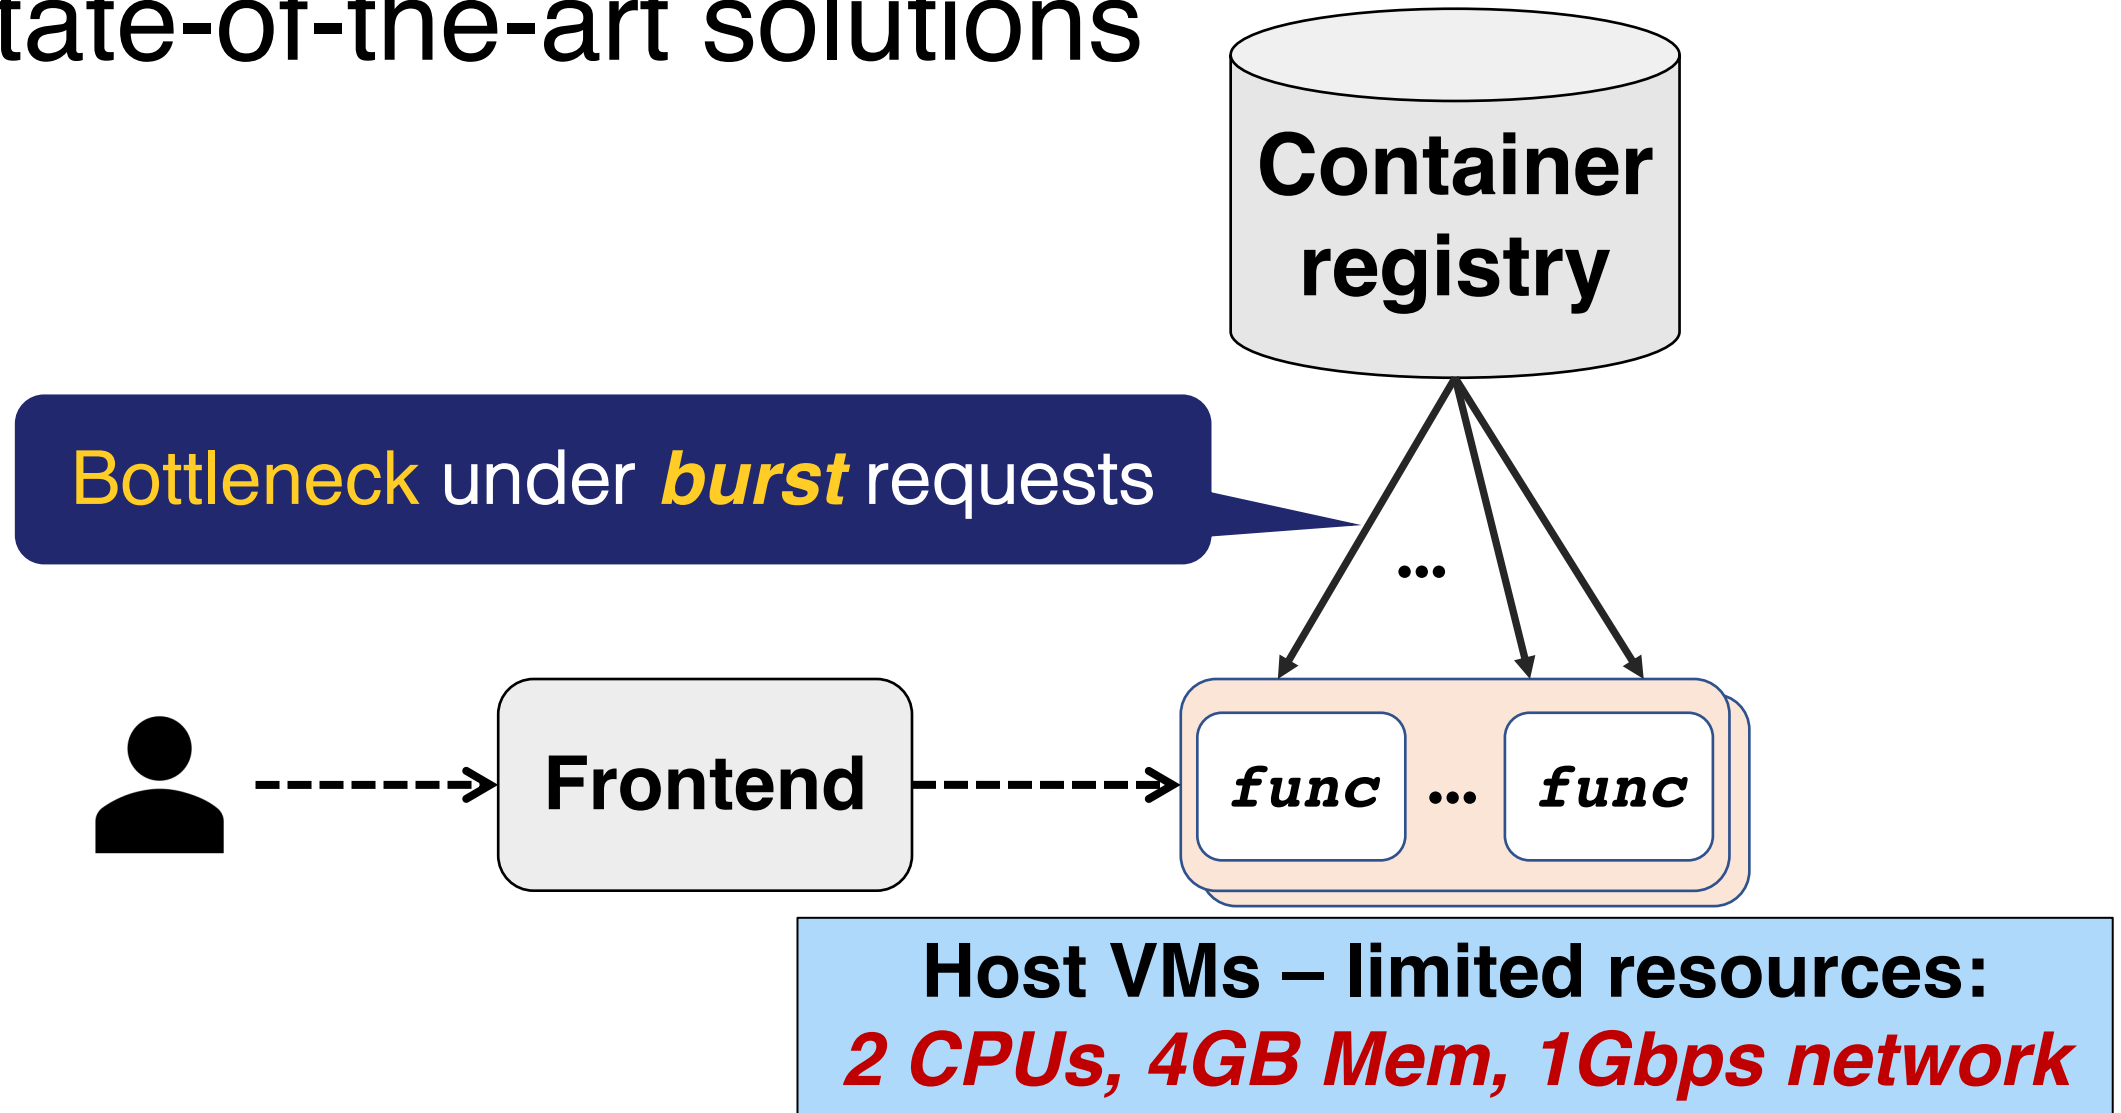 tate-of-the-art solutions
Container
registry
Bottleneck under burst requests
...
Frontend
func ... func
Host VMs – limited resources:
2 CPUs, 4GB Mem, 1Gbps network